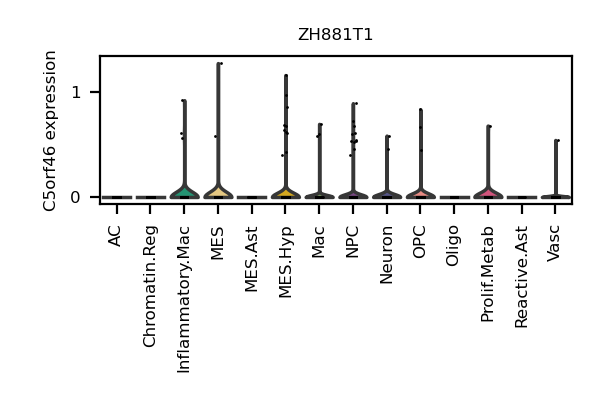 ZH881T1
C5orf46 expression
1
0
AC
Chromatin.Reg
Inflammatory.Mac
MES
MES.Ast
MES.Hyp
Mac
NPC
Neuron
OPC
Oligo
Prolif.Metab
Reactive.Ast
Vasc